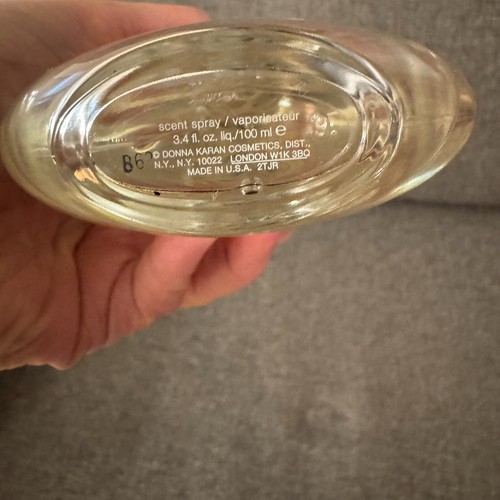 scent spray / vaporisateur
3.4 fl. oz. liq./100 ml ℮
© DONNA KARAN COSMETICS, DIST.,
N.Y., N.Y. 10022 LONDON W1K 3BQ
MADE IN U.S.A. 2TJR